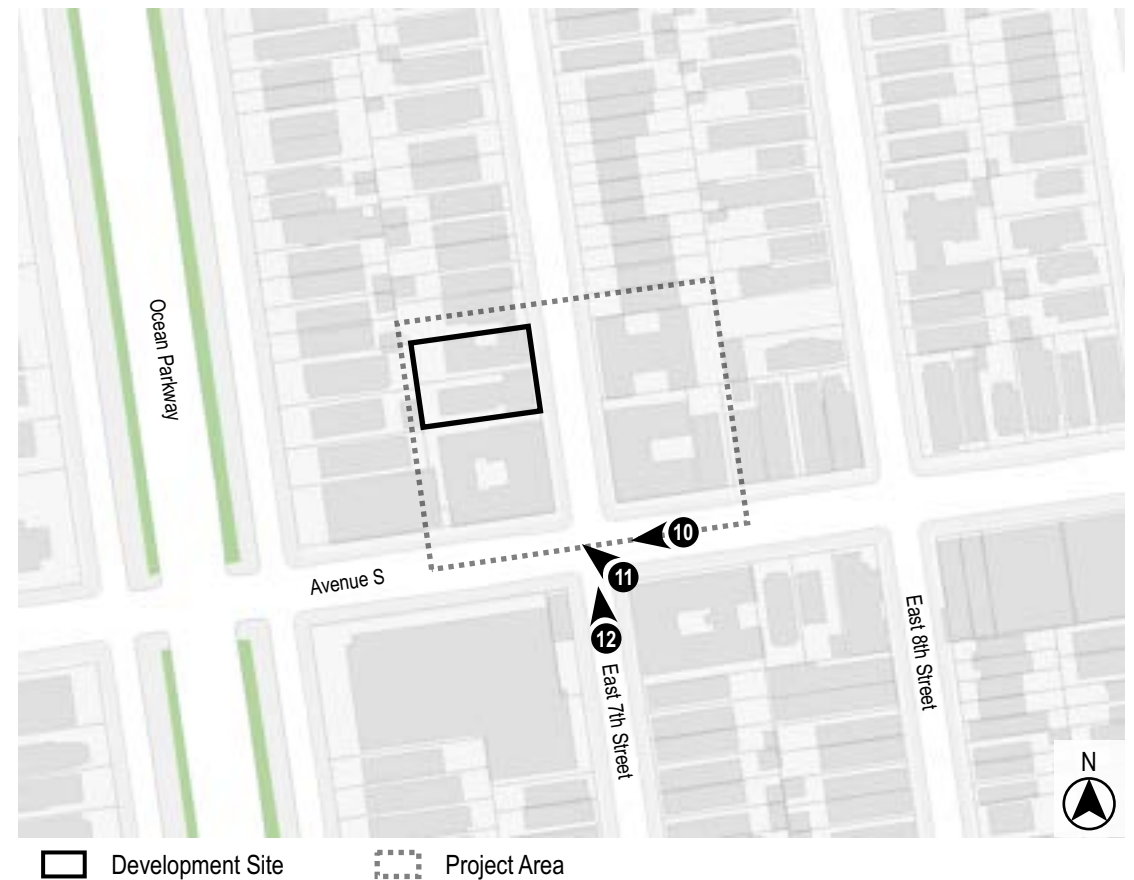 Ocean Parkway
10
11
Avenue S
12
East 8th Street
East 7th Street
N
Development Site
Project Area